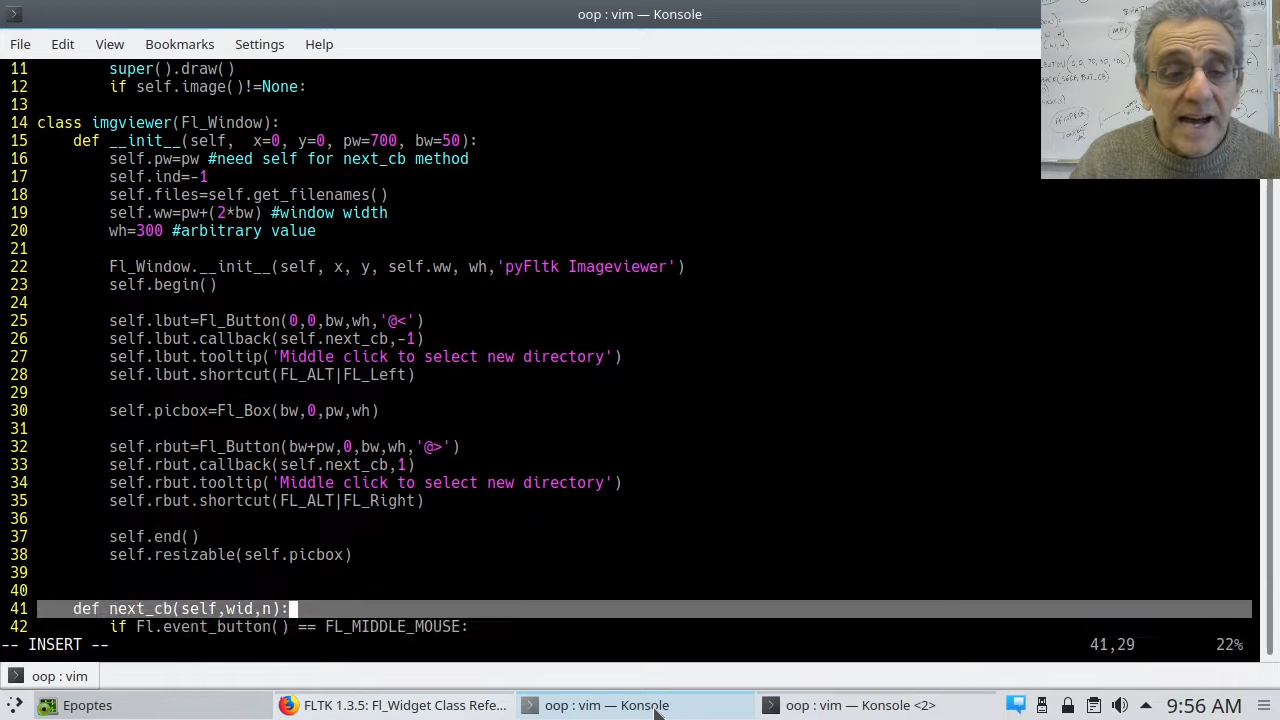 oop : vim — Konsole
File Edit View Bookmarks Settings Help
11 super().draw()
12 if self.image()!=None:
13
14 class imgviewer(Fl_Window):
15 def __init__(self, x=0, y=0, pw=700, bw=50):
16 self.pw=pw #need self for next_cb method
17 self.ind=-1
18 self.files=self.get_filenames()
19 self.ww=pw+(2*bw) #window width
20 wh=300 #arbitrary value
21
22 Fl_Window.__init__(self, x, y, self.ww, wh,'pyFltk Imageviewer')
23 self.begin()
24
25 self.lbut=Fl_Button(0,0,bw,wh,'@<')
26 self.lbut.callback(self.next_cb,-1)
27 self.lbut.tooltip('Middle click to select new directory')
28 self.lbut.shortcut(FL_ALT|FL_Left)
29
30 self.picbox=Fl_Box(bw,0,pw,wh)
31
32 self.rbut=Fl_Button(bw+pw,0,bw,wh,'@>')
33 self.rbut.callback(self.next_cb,1)
34 self.rbut.tooltip('Middle click to select new directory')
35 self.rbut.shortcut(FL_ALT|FL_Right)
36
37 self.end()
38 self.resizable(self.picbox)
39
40
41 def next_cb(self,wid,n):
42 if Fl.event_button() == FL_MIDDLE_MOUSE:
-- INSERT -- 41,29 22%
oop : vim
Epoptes FLTK 1.3.5: Fl_Widget Class Refe... oop : vim — Konsole oop : vim — Konsole <2> 9:56 AM